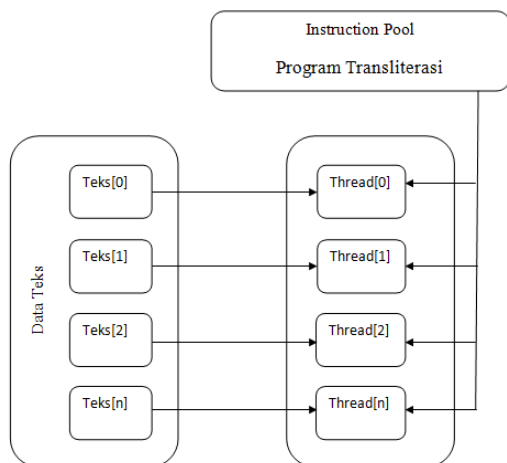 Instruction Pool
Program Transliterasi
Data Teks
Teks[0]
Teks[1]
Teks[2]
Teks[n]
Thread[0]
Thread[1]
Thread[2]
Thread[n]